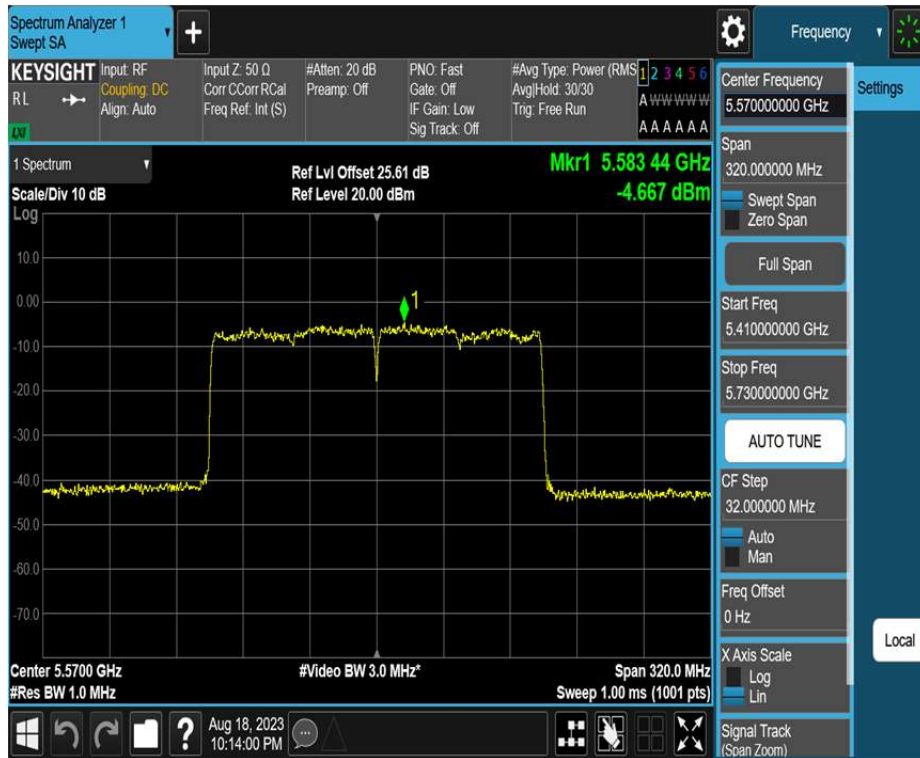 Spectrum Analyzer 1
Swept SA
+
Frequency
KEYSIGHT
R L
LXI
Input: RF
Coupling: DC
Align: Auto
Input Z: 50 Ω
Corr CCorr RCal
Freq Ref: Int (S)
#Atten: 20 dB
Preamp: Off
PNO: Fast
Gate: Off
IF Gain: Low
Sig Track: Off
#Avg Type: Power (RMS
Avg|Hold: 30/30
Trig: Free Run
1 2 3 4 5 6
A W W W W W
A A A A A A
1 Spectrum
Scale/Div 10 dB
Log
Ref Lvl Offset 25.61 dB
Ref Level 20.00 dBm
Mkr1 5.583 44 GHz
-4.667 dBm
10.0
0.00
-10.0
-20.0
-30.0
-40.0
-50.0
-60.0
-70.0
1
Center 5.5700 GHz
#Res BW 1.0 MHz
#Video BW 3.0 MHz*
Span 320.0 MHz
Sweep 1.00 ms (1001 pts)
?
Aug 18, 2023
10:14:00 PM
Center Frequency
5.570000000 GHz
Span
320.000000 MHz
Swept Span
Zero Span
Full Span
Start Freq
5.410000000 GHz
Stop Freq
5.730000000 GHz
AUTO TUNE
CF Step
32.000000 MHz
Auto
Man
Freq Offset
0 Hz
X Axis Scale
Log
Lin
Signal Track
(Span Zoom)
Settings
Local